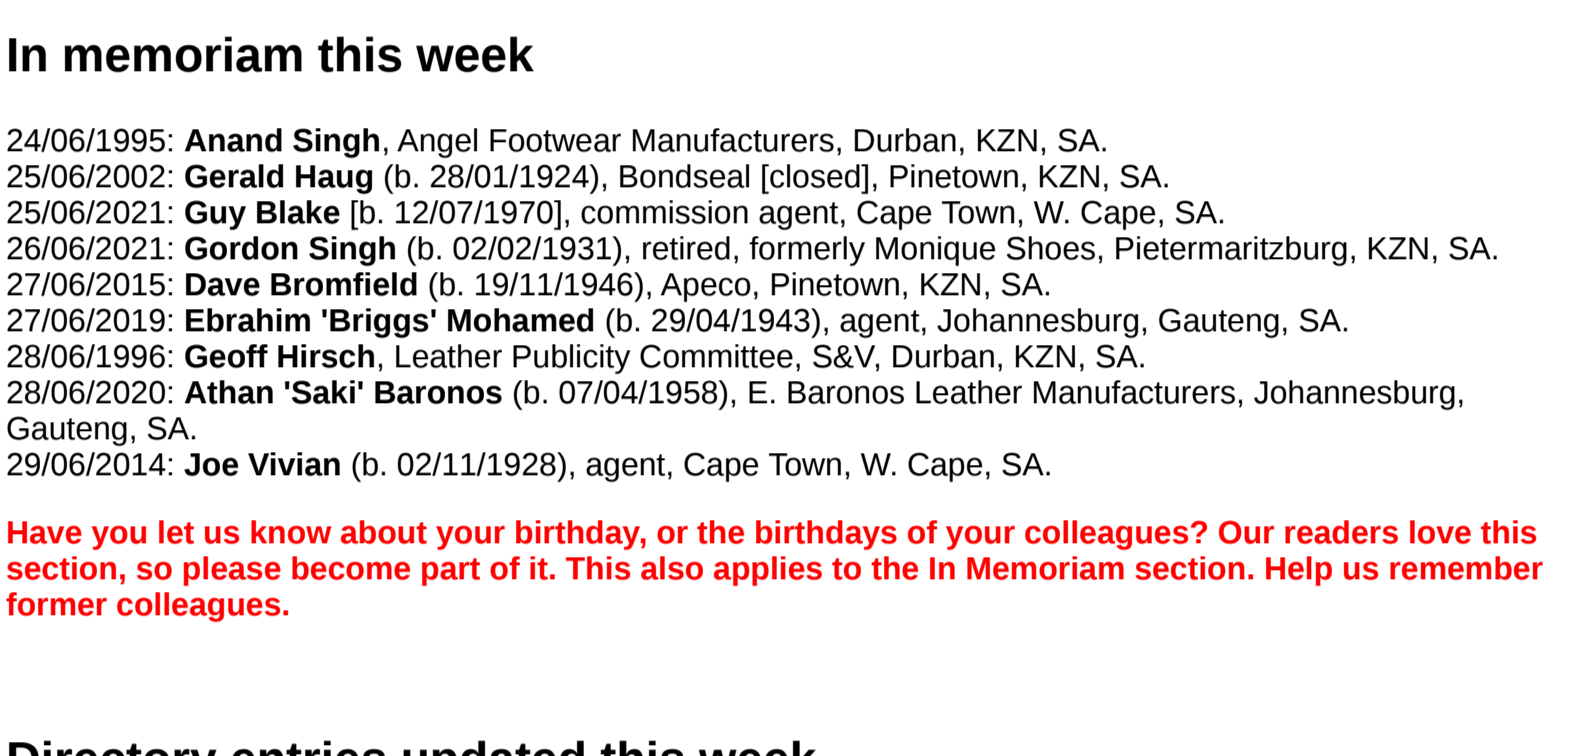 In memoriam this week
24/06/1995: Anand Singh, Angel Footwear Manufacturers, Durban, KZN, SA.
25/06/2002: Gerald Haug (b. 28/01/1924), Bondseal [closed], Pinetown, KZN, SA.
25/06/2021: Guy Blake [b. 12/07/1970], commission agent, Cape Town, W. Cape, SA.
26/06/2021: Gordon Singh (b. 02/02/1931), retired, formerly Monique Shoes, Pietermaritzburg, KZN, SA.
27/06/2015: Dave Bromfield (b. 19/11/1946), Apeco, Pinetown, KZN, SA.
27/06/2019: Ebrahim 'Briggs' Mohamed (b. 29/04/1943), agent, Johannesburg, Gauteng, SA.
28/06/1996: Geoff Hirsch, Leather Publicity Committee, S&V, Durban, KZN, SA.
28/06/2020: Athan 'Saki' Baronos (b. 07/04/1958), E. Baronos Leather Manufacturers, Johannesburg,
Gauteng, SA.
29/06/2014: Joe Vivian (b. 02/11/1928), agent, Cape Town, W. Cape, SA.
Have you let us know about your birthday, or the birthdays of your colleagues? Our readers love this
section, so please become part of it. This also applies to the In Memoriam section. Help us remember
former colleagues.
Directory entries updated this week